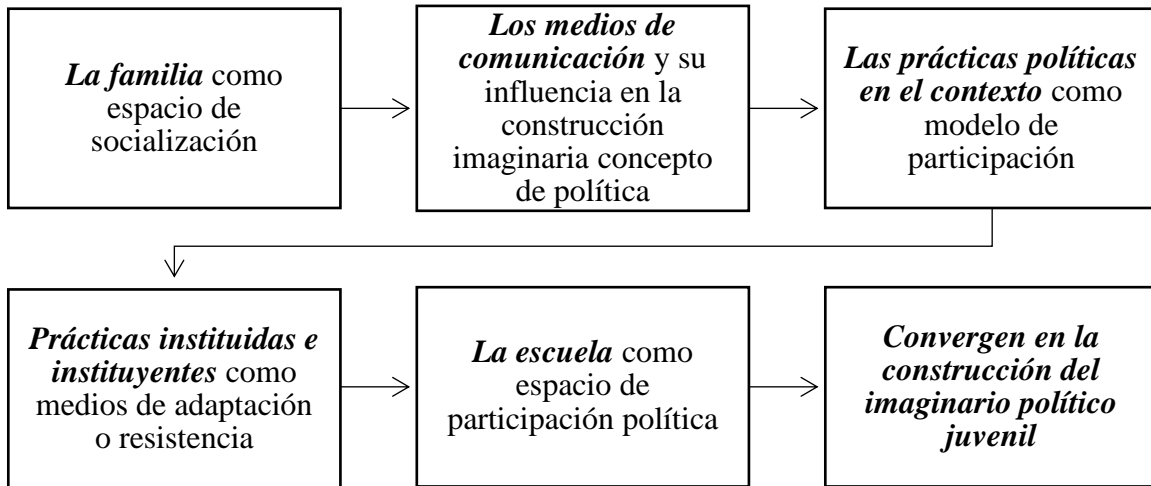 La familia como
espacio de
socialización
Los medios de
comunicación y su
influencia en la
construcción
imaginaria concepto
de política
Las prácticas políticas
en el contexto como
modelo de
participación
Prácticas instituidas e
instituyentes como
medios de adaptación
o resistencia
La escuela como
espacio de
participación política
Convergen en la
construcción del
imaginario político
juvenil